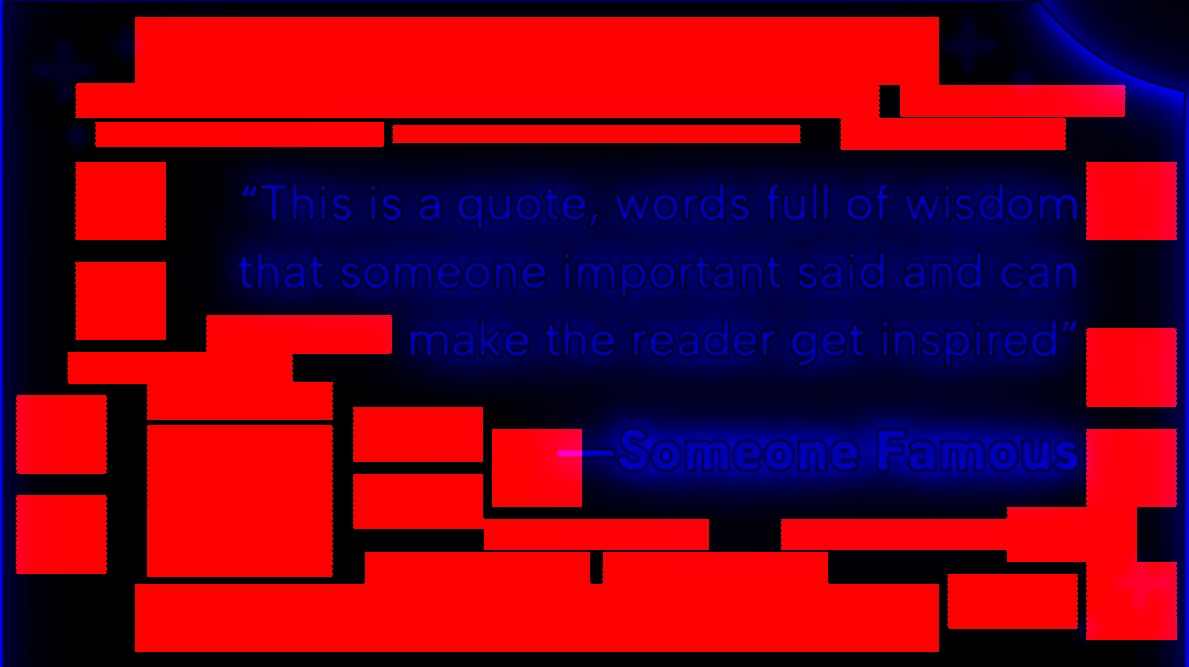 “This is a quote, words full of wisdom
that someone important said and can
make the reader get inspired”
—Someone Famous